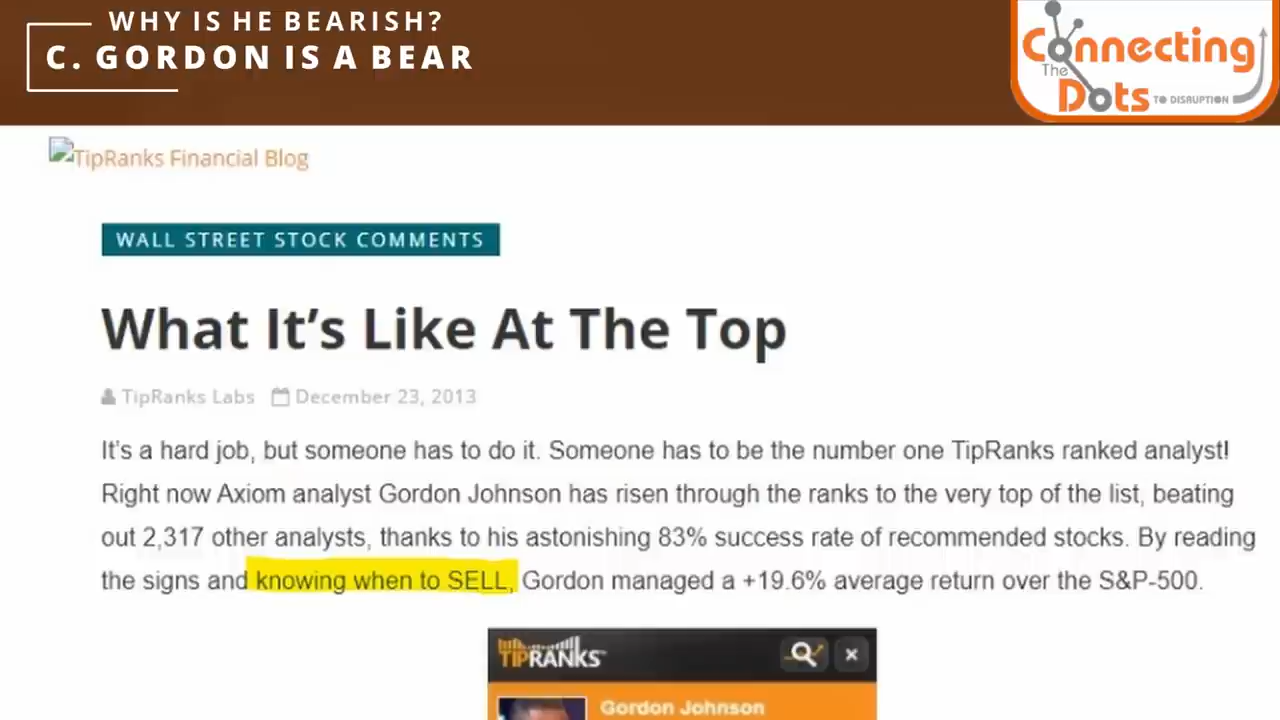 WHY IS HE BEARISH?
C. GORDON IS A BEAR
Connecting
The
Dots TO DISRUPTION
TipRanks Financial Blog
WALL STREET STOCK COMMENTS
What It's Like At The Top
TipRanks Labs December 23, 2013
It's a hard job, but someone has to do it. Someone has to be the number one TipRanks ranked analyst!
Right now Axiom analyst Gordon Johnson has risen through the ranks to the very top of the list, beating
out 2,317 other analysts, thanks to his astonishing 83% success rate of recommended stocks. By reading
the signs and knowing when to SELL, Gordon managed a +19.6% average return over the S&P-500.
TIPRANKS
Gordon Johnson